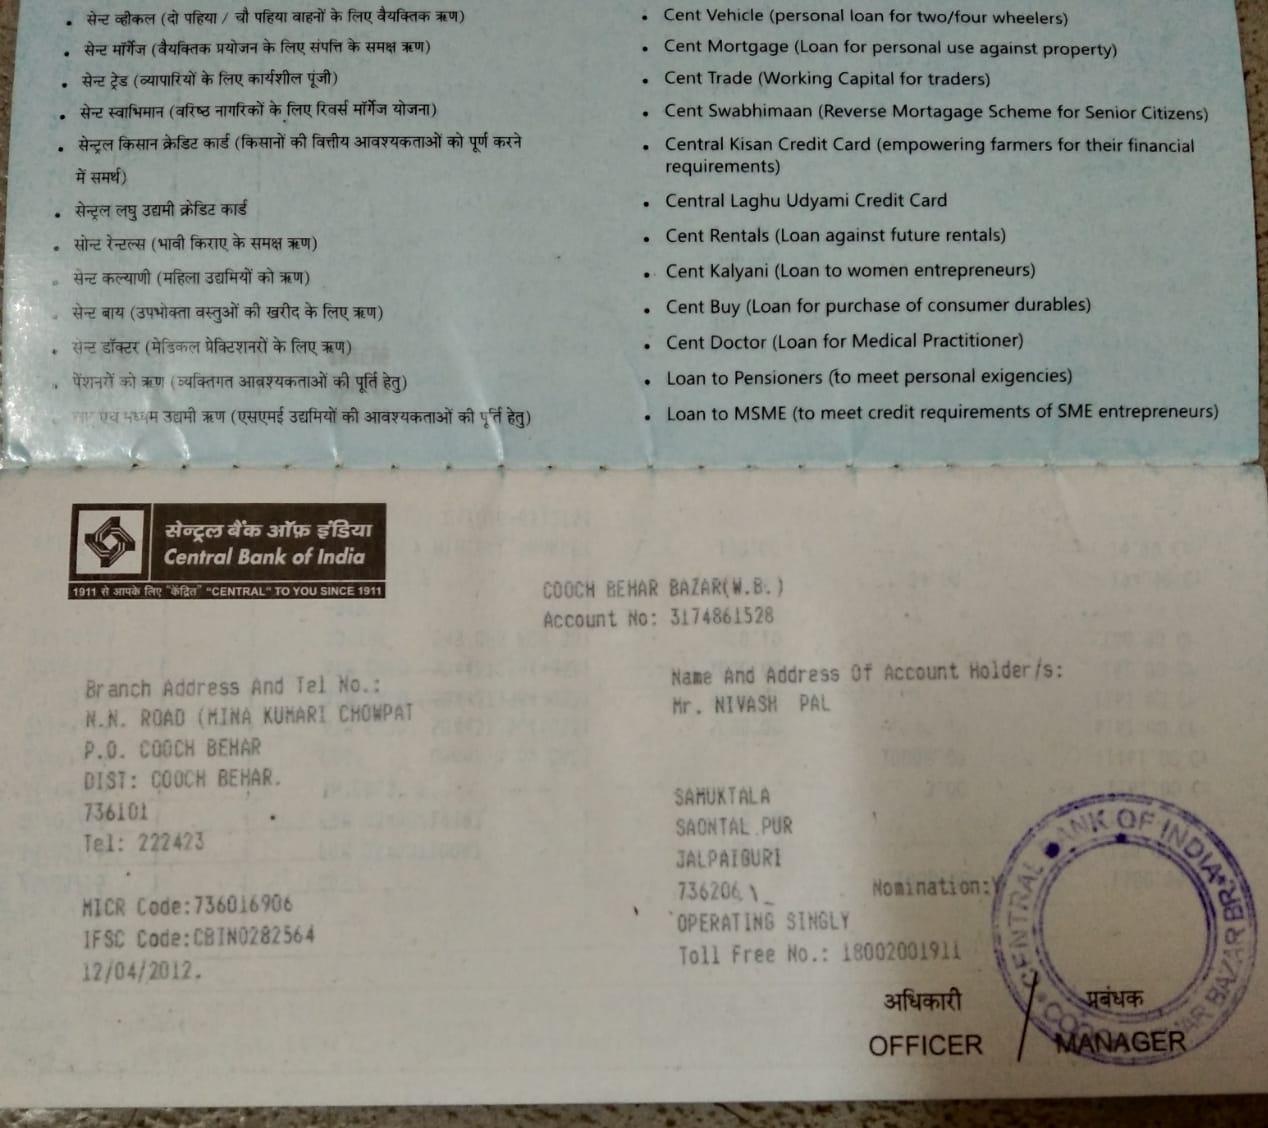 • सेन्ट व्हीकल (दो पहिया / चौ पहिया वाहनों के लिए वैयक्तिक ऋण)
• सेन्ट मॉर्गेज (वैयक्तिक प्रयोजन के लिए संपत्ति के समक्ष ऋण)
• सेन्ट ट्रेड (व्यापारियों के लिए कार्यशील पूंजी)
• सेन्ट स्वाभिमान (वरिष्ठ नागरिकों के लिए रिवर्स मॉर्गेज योजना)
• सेन्ट्रल किसान क्रेडिट कार्ड (किसानों की वित्तीय आवश्यकताओं को पूर्ण करने
में समर्थ)
• सेन्ट्रल लघु उद्यमी क्रेडिट कार्ड
• सोन्ट रेन्टल्स (भावी किराए के समक्ष ऋण)
• सेन्ट कल्याणी (महिला उद्यमियों को ऋण)
• सेन्ट बाय (उपभोक्ता वस्तुओं की खरीद के लिए ऋण)
• सेन्ट डॉक्टर (मेडिकल प्रेक्टिशनरों के लिए ऋण)
• पेंशनरों को ऋण (व्यक्तिगत आवश्यकताओं की पूर्ति हेतु)
एवं मध्यम उद्यमी ऋण (एसएमई उद्यमियों की आवश्यकताओं की पूर्ति हेतु)
• Cent Vehicle (personal loan for two/four wheelers)
• Cent Mortgage (Loan for personal use against property)
• Cent Trade (Working Capital for traders)
• Cent Swabhimaan (Reverse Mortagage Scheme for Senior Citizens)
• Central Kisan Credit Card (empowering farmers for their financial
requirements)
• Central Laghu Udyami Credit Card
• Cent Rentals (Loan against future rentals)
• Cent Kalyani (Loan to women entrepreneurs)
• Cent Buy (Loan for purchase of consumer durables)
• Cent Doctor (Loan for Medical Practitioner)
• Loan to Pensioners (to meet personal exigencies)
• Loan to MSME (to meet credit requirements of SME entrepreneurs)
सेन्ट्रल बैंक ऑफ़ इंडिया
Central Bank of India
1911 से आपके लिए "केंद्रित" "CENTRAL" TO YOU SINCE 1911
COOCH BEHAR BAZAR(W.B.)
Account No: 3174861528
Branch Address And Tel No.:
N.N. ROAD (MINA KUMARI CHOWPAT
P.O. COOCH BEHAR
DIST: COOCH BEHAR.
736101
Tel: 222423
MICR Code:736016906
IFSC Code:CBIN0282564
12/04/2012.
Name And Address Of Account Holder/s:
Mr. NIVASH PAL
SAMUKTALA
SAONTAL PUR
JALPAIGURI
736206
Nomination:Y
OPERATING SINGLY
Toll Free No.: 18002001911
अधिकारी / प्रबंधक
OFFICER / MANAGER
CENTRAL BANK OF INDIA
BR. BAZAR